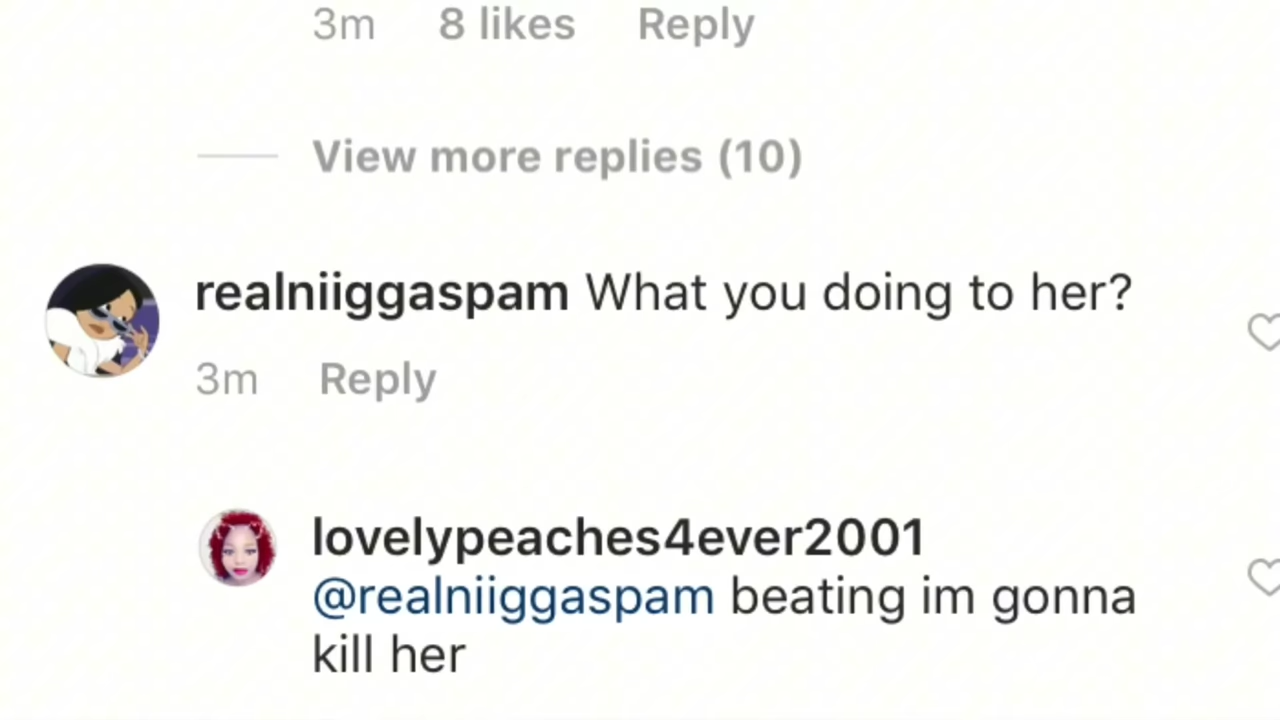 3m 8 likes Reply
View more replies (10)
realniiggaspam What you doing to her?
3m Reply
lovelypeaches4ever2001
@realniiggaspam beating im gonna
kill her